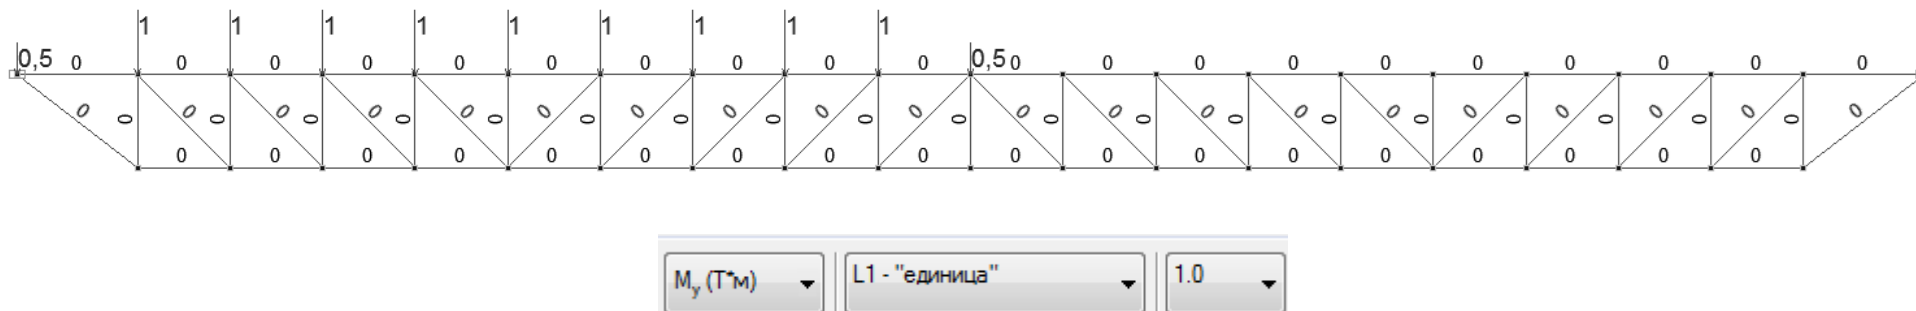 1 1 1 1 1 1 1 1 1
0,5 0 0 0 0 0 0 0 0 0 0 0,5 0 0 0 0 0 0 0 0 0 0
0 0 0 0 0 0 0 0 0 0 0 0 0 0 0 0 0 0 0 0 0 0 0 0 0 0 0 0 0 0 0 0 0 0 0 0 0 0 0
0 0 0 0 0 0 0 0 0 0 0 0 0 0 0 0 0 0
My (Т*м) L1 - "единица" 1.0